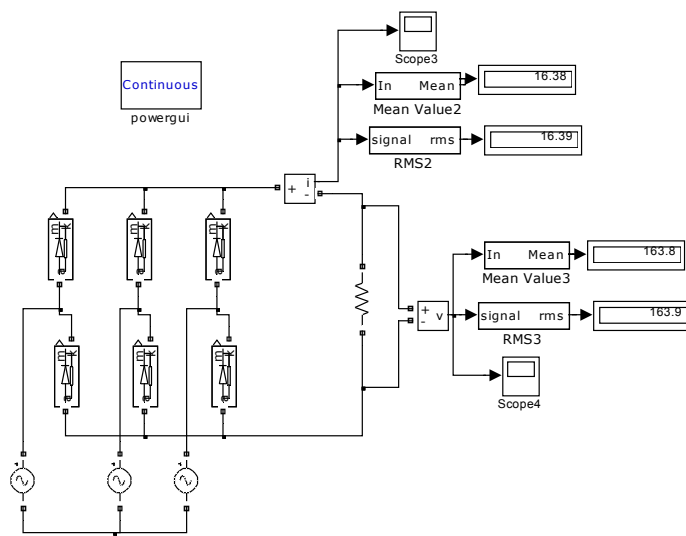 Scope3
Continuous
powergui
In Mean
16.38
Mean Value2
signal rms
16.39
RMS2
+ i -
m k
m k
m k
a
a
a
In Mean
163.8
Mean Value3
+ - v
signal rms
163.9
RMS3
m k
m k
m k
a
a
a
Scope4